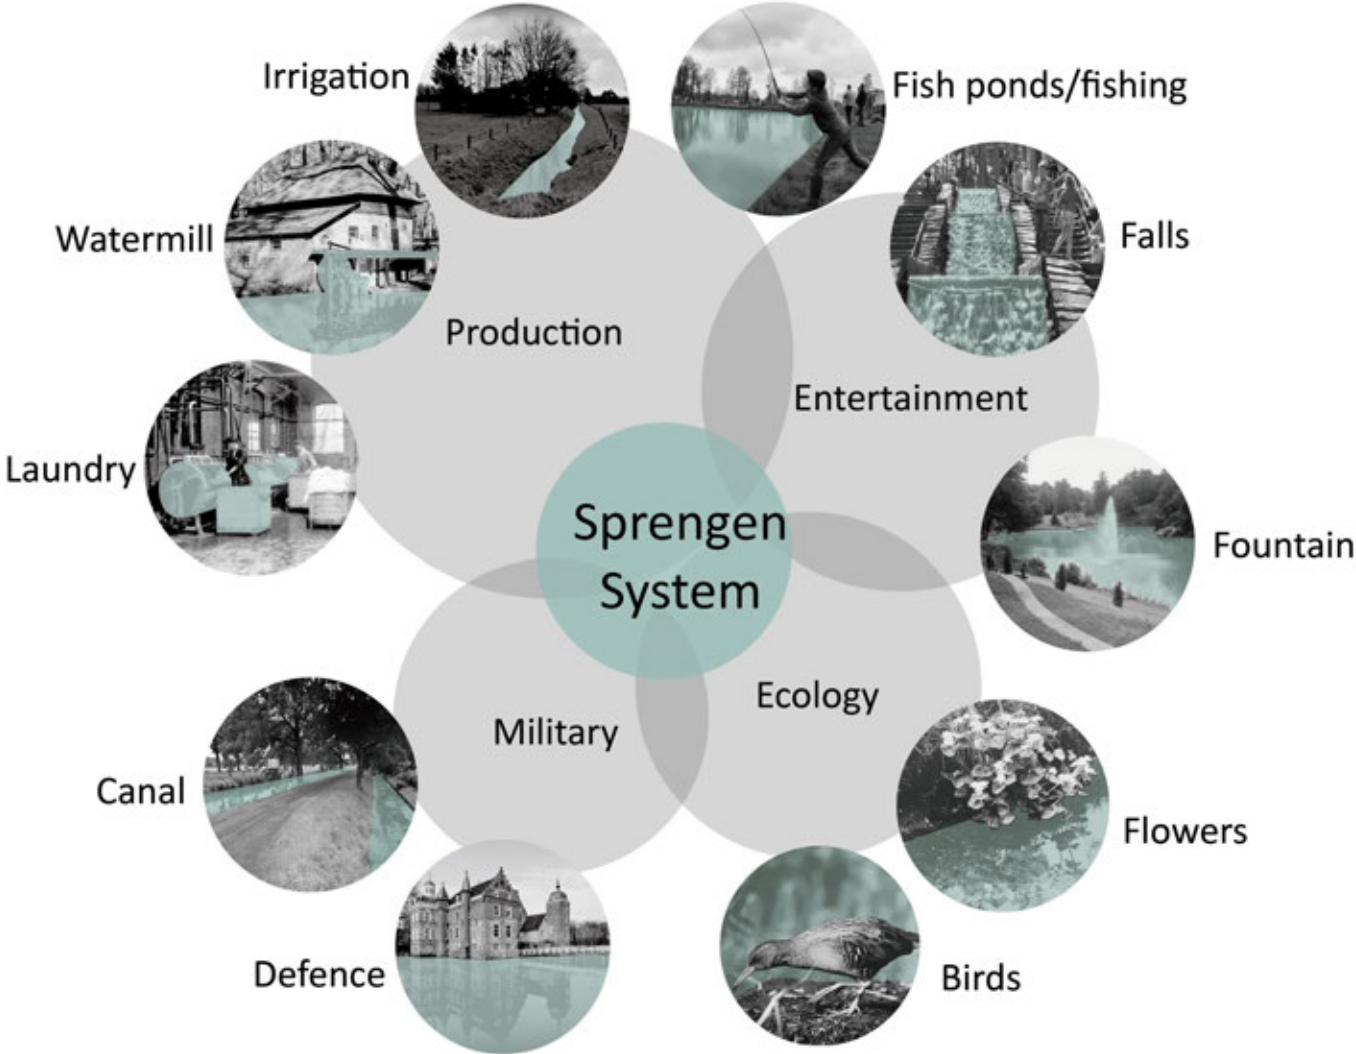 Irrigation
Fish ponds/fishing
Watermill
Falls
Production
Entertainment
Laundry
Sprengen
System
Fountain
Ecology
Military
Canal
Flowers
Defence
Birds